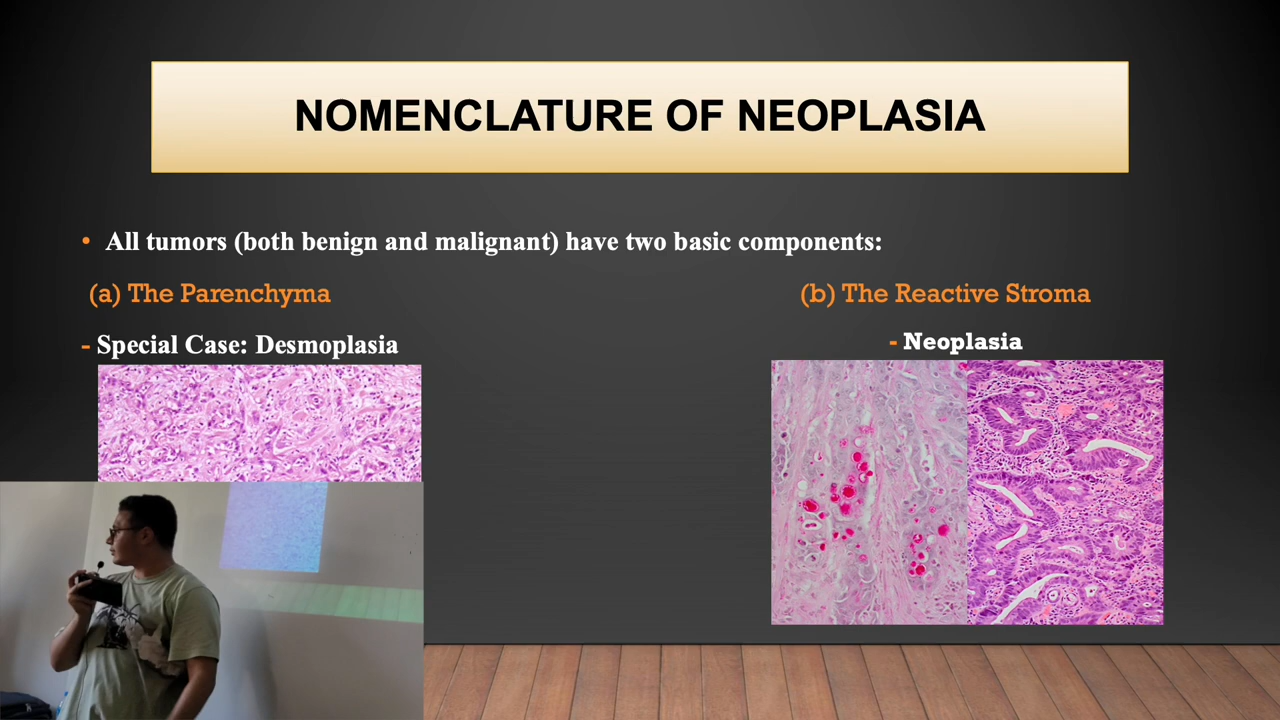 NOMENCLATURE OF NEOPLASIA
• All tumors (both benign and malignant) have two basic components:
(a) The Parenchyma
(b) The Reactive Stroma
- Special Case: Desmoplasia
- Neoplasia